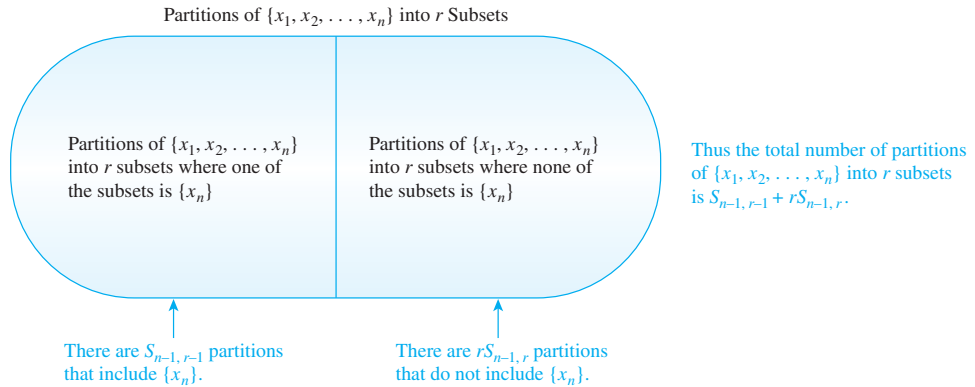 Partitions of {x₁, x₂, . . . , xₙ} into r Subsets
Partitions of {x₁, x₂, . . . , xₙ}
into r subsets where one of
the subsets is {xₙ}
Partitions of {x₁, x₂, . . . , xₙ}
into r subsets where none of
the subsets is {xₙ}
Thus the total number of partitions
of {x₁, x₂, . . . , xₙ} into r subsets
is Sₙ₋₁, ᵣ₋₁ + rSₙ₋₁, ᵣ.
There are Sₙ₋₁, ᵣ₋₁ partitions
that include {xₙ}.
There are rSₙ₋₁, ᵣ partitions
that do not include {xₙ}.